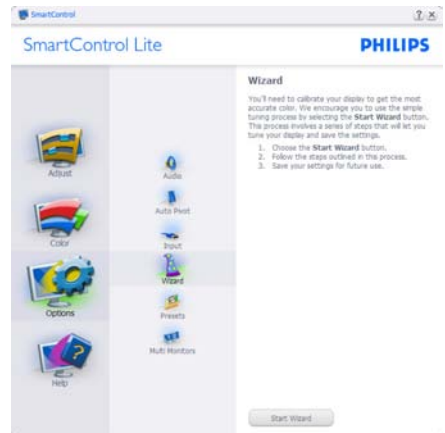 SmartControl
SmartControl Lite
PHILIPS
Adjust
Color
Options
Help
Audio
Auto Pivot
Input
Wizard
Presets
Multi Monitors
Wizard
You'll need to calibrate your display to get the most
accurate color. We encourage you to use the simple
tuning process by selecting the Start Wizard button.
This process involves a series of steps that will let you
tune your display and save the settings.
1. Choose the Start Wizard button.
2. Follow the steps outlined in this process.
3. Save your settings for future use.
Start Wizard